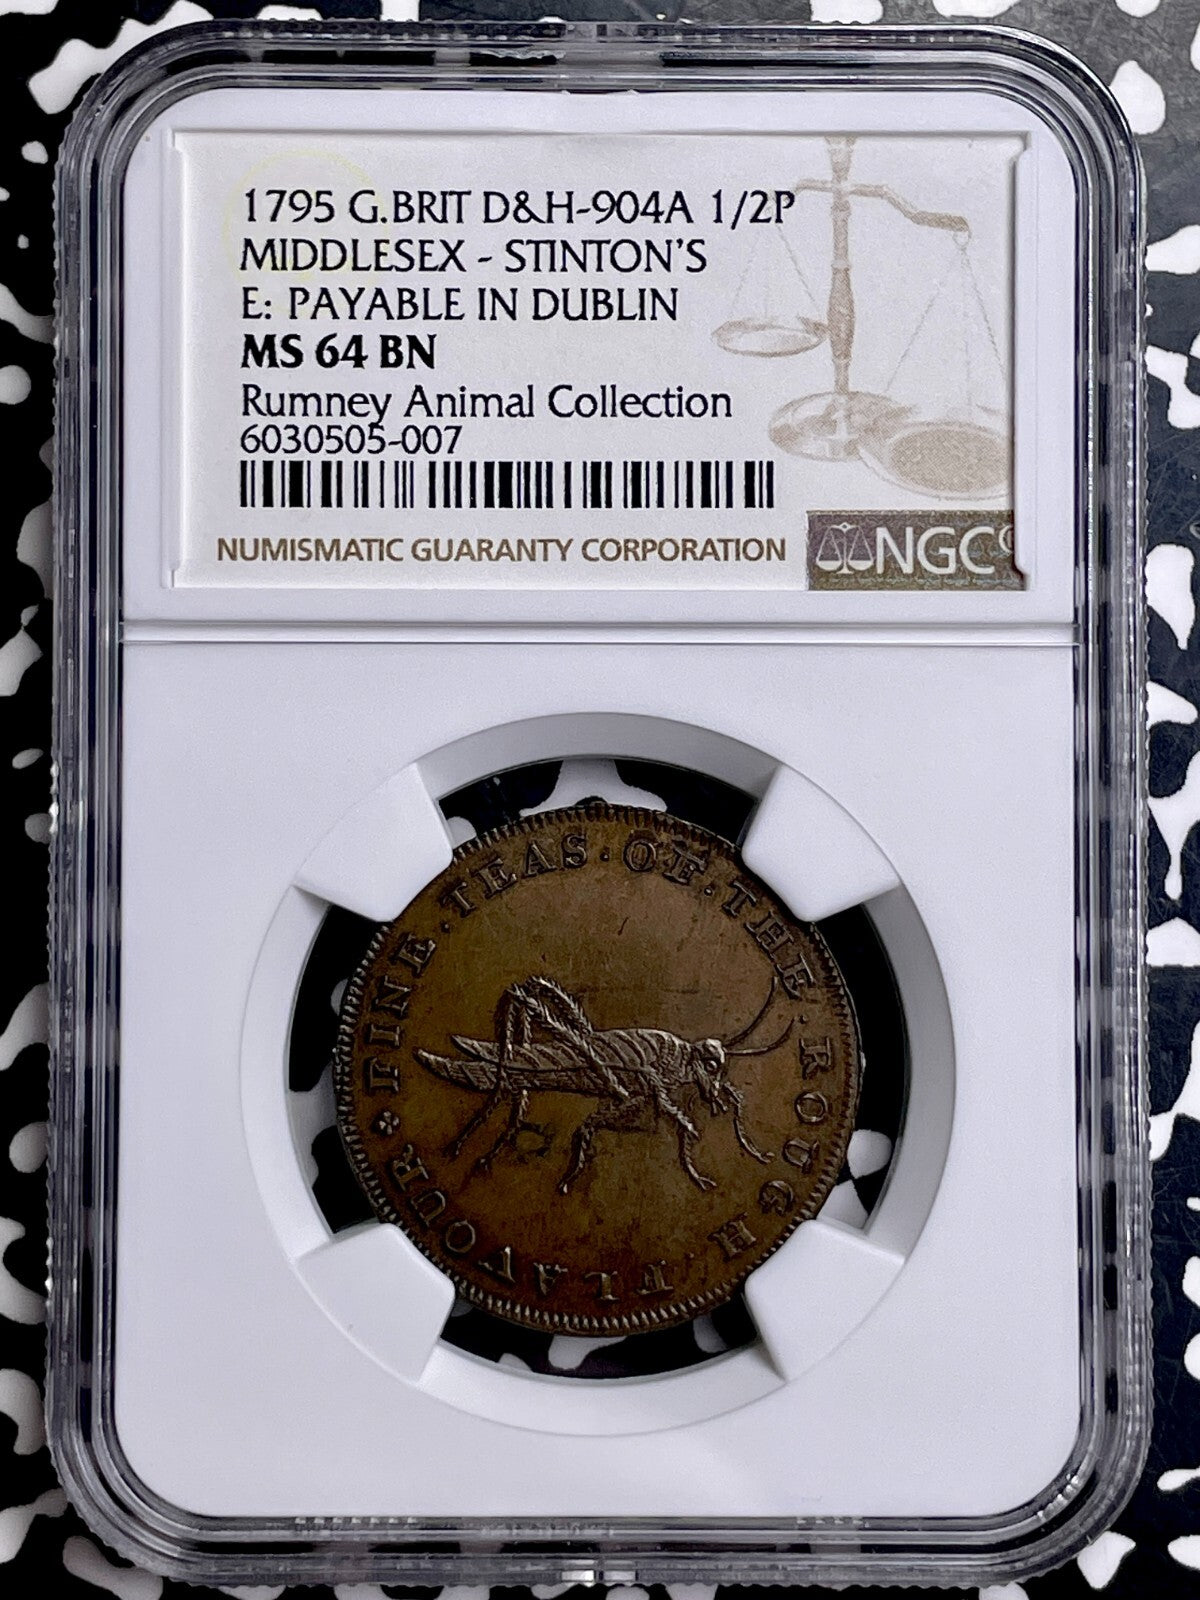 1795 G.BRIT D&H-904A 1/2P
MIDDLESEX - STINTON'S
E: PAYABLE IN DUBLIN
MS 64 BN
Rumney Animal Collection
6030505-007
NUMISMATIC GUARANTY CORPORATION
NGC
FINE · TEAS · OF · THE · ROUGH · FLAVOUR